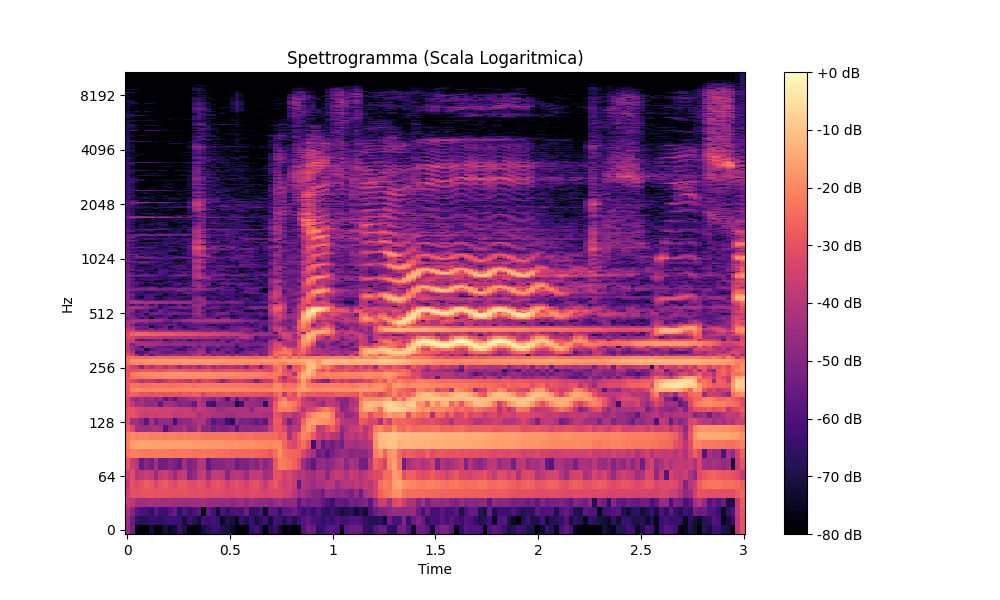 Spettrogramma (Scala Logaritmica)
Hz
8192
4096
2048
1024
512
256
128
64
0
0 0.5 1 1.5 2 2.5 3
Time
+0 dB
-10 dB
-20 dB
-30 dB
-40 dB
-50 dB
-60 dB
-70 dB
-80 dB